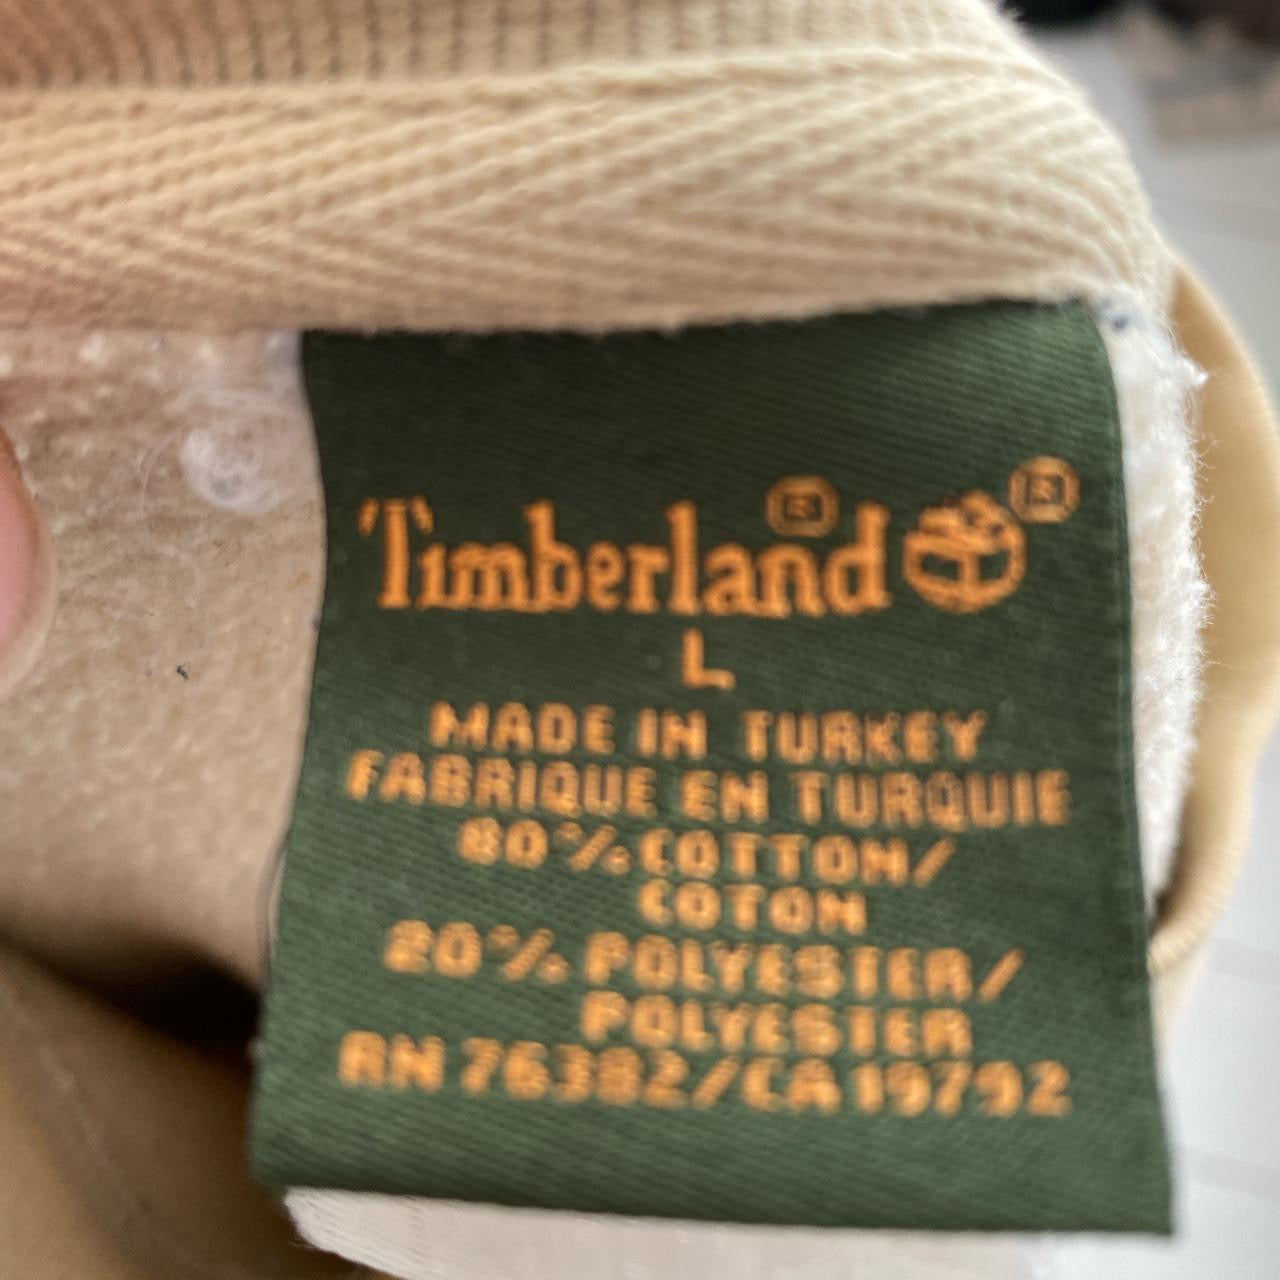 Timberland ® ®
L
MADE IN TURKEY
FABRIQUE EN TURQUIE
80% COTTON/
COTON
20% POLYESTER/
POLYESTER
RN 76382/CA 19792